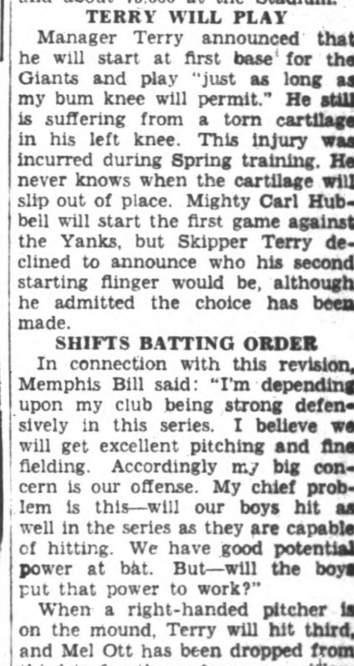 and about 75,000 at the Stadium.
TERRY WILL PLAY
Manager Terry announced that
he will start at first base for the
Giants and play "just as long as
my bum knee will permit." He still
is suffering from a torn cartilage
in his left knee. This injury was
incurred during Spring training. He
never knows when the cartilage will
slip out of place. Mighty Carl Hub-
bell will start the first game against
the Yanks, but Skipper Terry de-
clined to announce who his second
starting flinger would be, although
he admitted the choice has been
made.
SHIFTS BATTING ORDER
In connection with this revision,
Memphis Bill said: "I'm depending
upon my club being strong defen-
sively in this series. I believe we
will get excellent pitching and fine
fielding. Accordingly my big con-
cern is our offense. My chief prob-
lem is this—will our boys hit as
well in the series as they are capable
of hitting. We have good potential
power at bat. But—will the boys
put that power to work?"
When a right-handed pitcher is
on the mound, Terry will hit third,
and Mel Ott has been dropped from